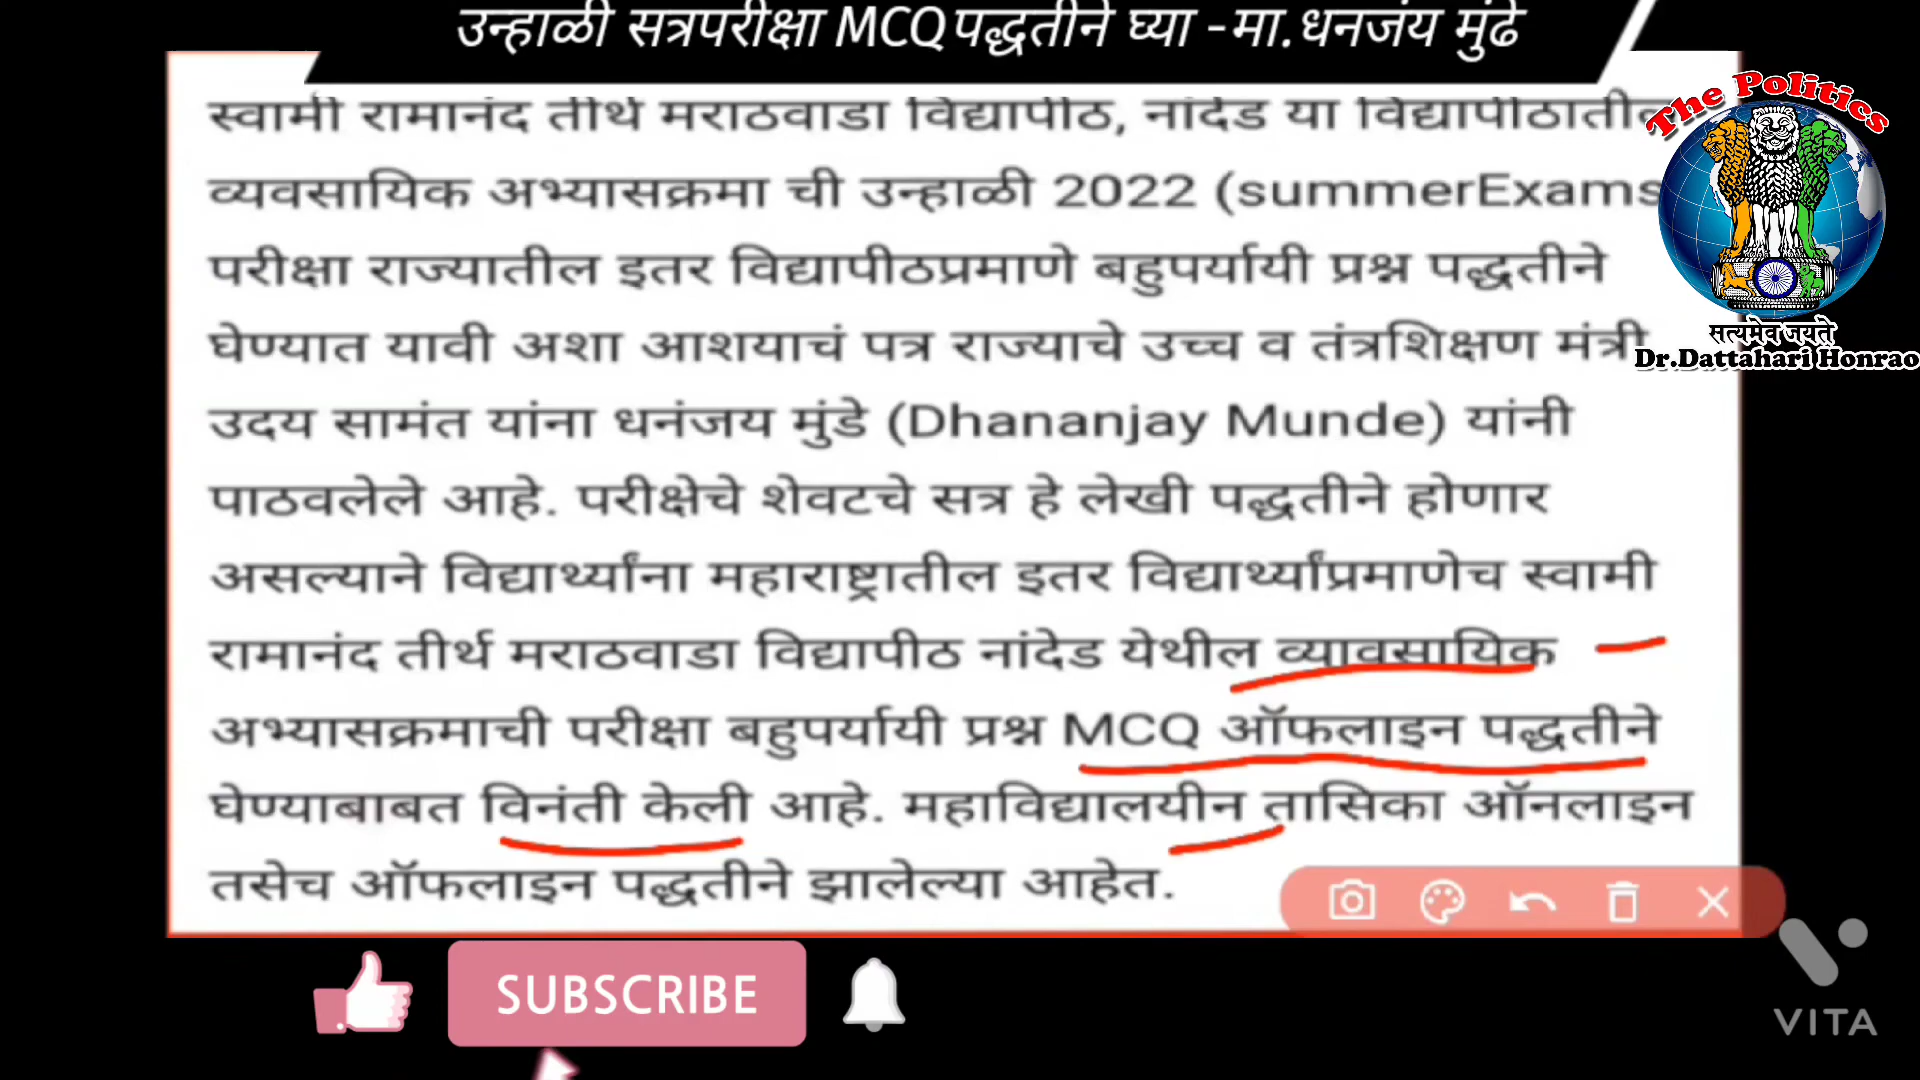 उन्हाळी सत्रपरीक्षा MCQ पद्धतीने घ्या -मा.धनजंय मुंढे
The Politics
स्वामी रामानंद तीर्थ मराठवाडा विद्यापीठ, नांदेड या विद्यापीठातील
व्यवसायिक अभ्यासक्रमा ची उन्हाळी 2022 (summerExams
परीक्षा राज्यातील इतर विद्यापीठप्रमाणे बहुपर्यायी प्रश्न पद्धतीने
घेण्यात यावी अशा आशयाचं पत्र राज्याचे उच्च व तंत्रशिक्षण मंत्री
सत्यमेव जयते
Dr.Dattahari Honrao
उदय सामंत यांना धनंजय मुंडे (Dhananjay Munde) यांनी
पाठवलेले आहे. परीक्षेचे शेवटचे सत्र हे लेखी पद्धतीने होणार
असल्याने विद्यार्थ्यांना महाराष्ट्रातील इतर विद्यार्थ्यांप्रमाणेच स्वामी
रामानंद तीर्थ मराठवाडा विद्यापीठ नांदेड येथील व्यावसायिक
अभ्यासक्रमाची परीक्षा बहुपर्यायी प्रश्न MCQ ऑफलाइन पद्धतीने
घेण्याबाबत विनंती केली आहे. महाविद्यालयीन तासिका ऑनलाइन
तसेच ऑफलाइन पद्धतीने झालेल्या आहेत.
SUBSCRIBE
VITA